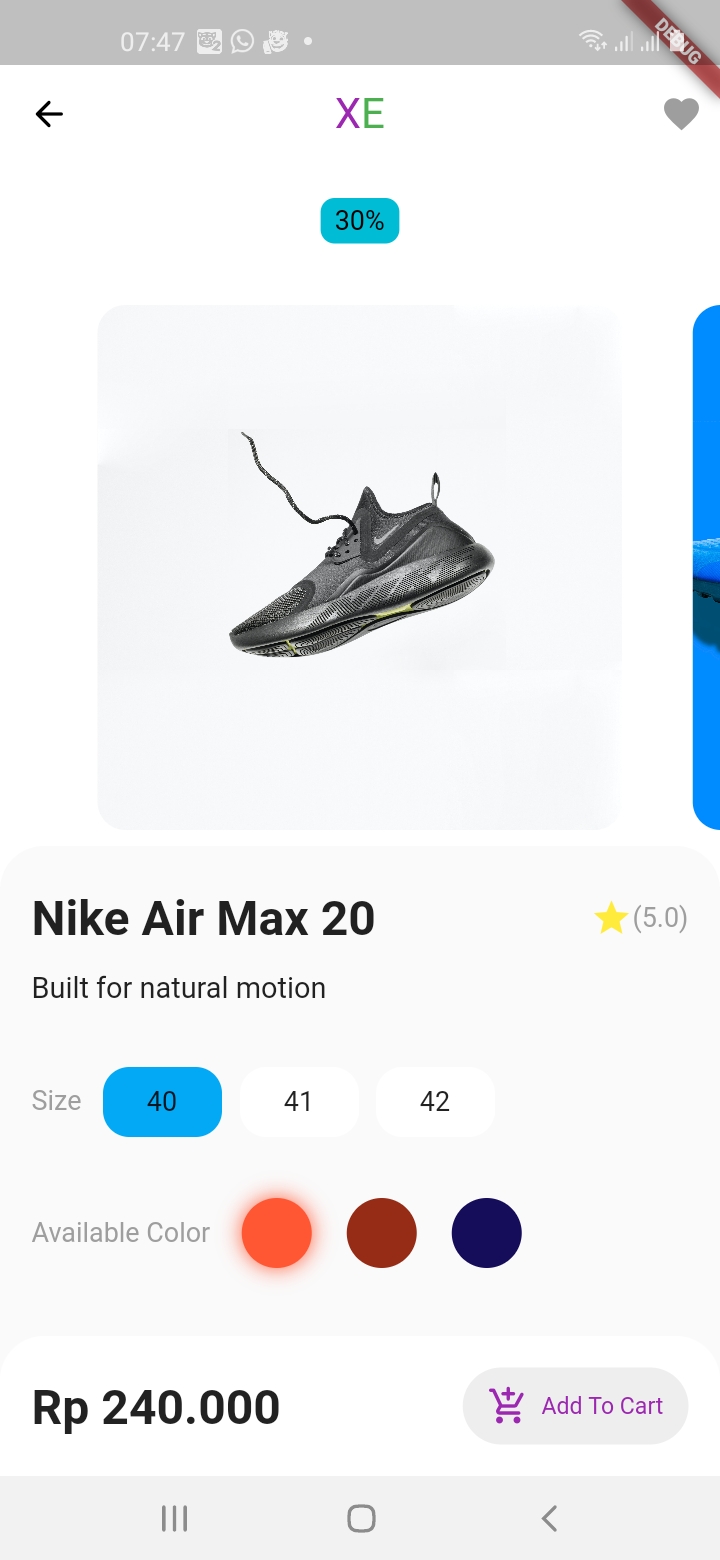 07:47
DEBUG
XE
30%
Nike Air Max 20
(5.0)
Built for natural motion
Size
40
41
42
Available Color
Rp 240.000
Add To Cart